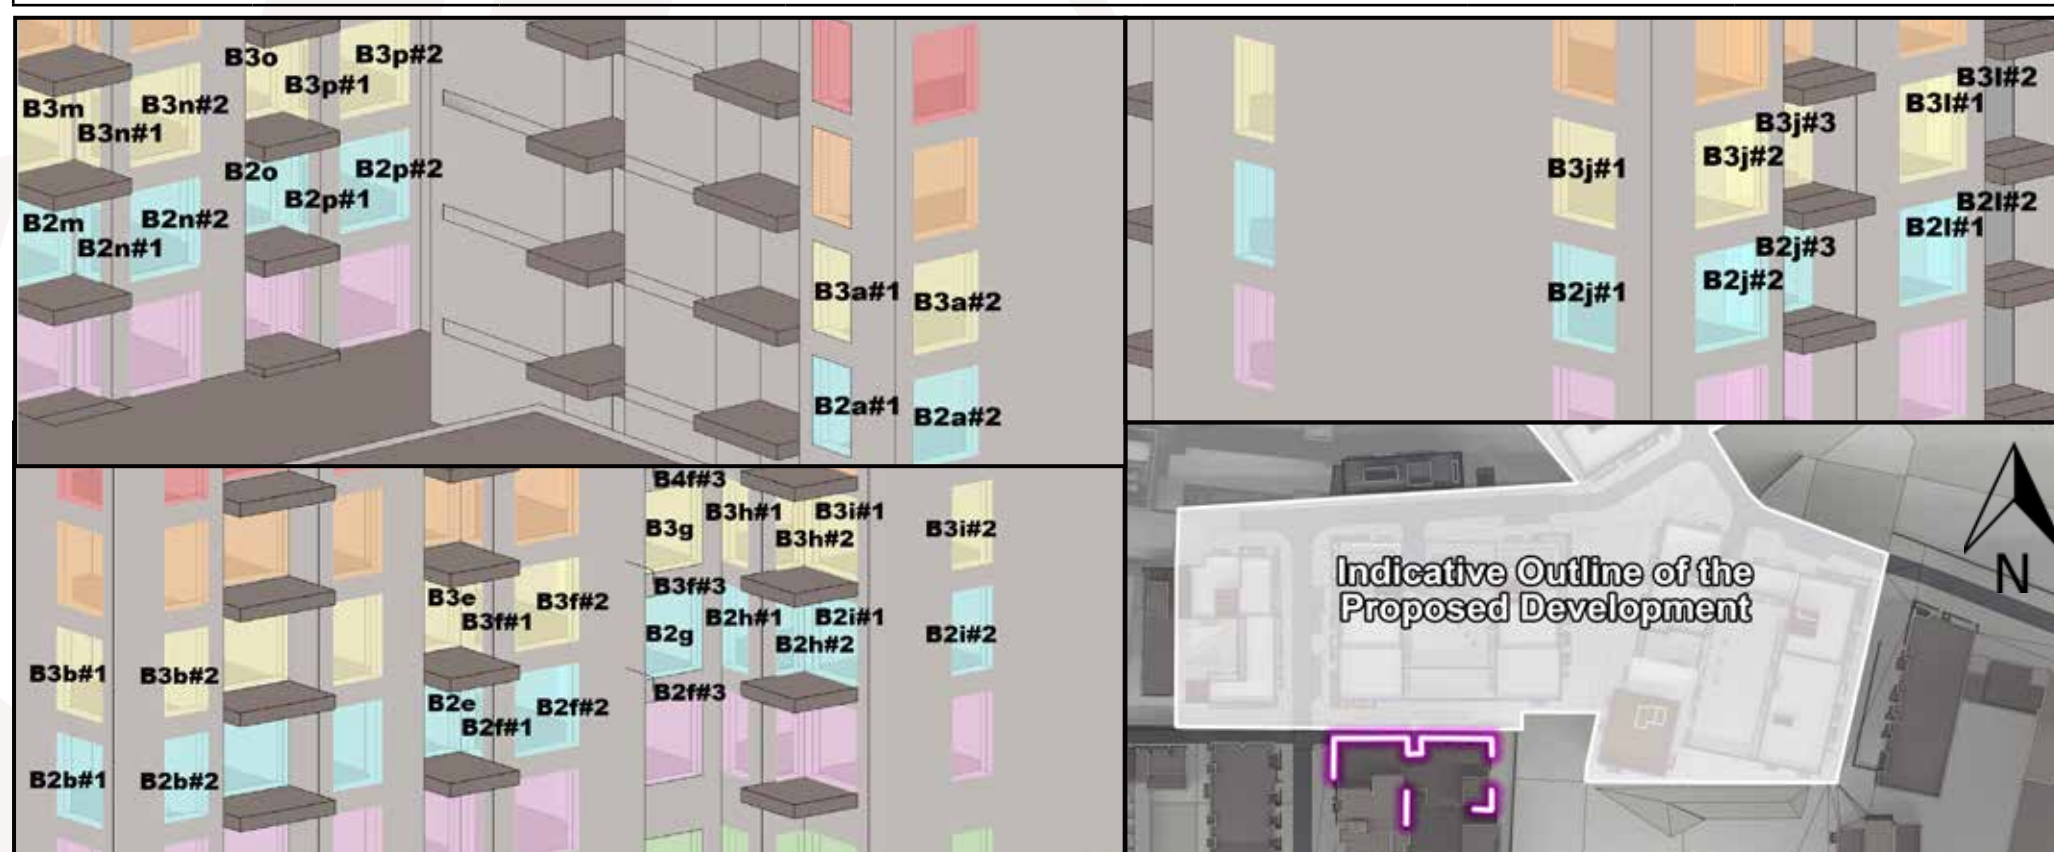 B3o
B3p#2
B3p#1
B3m
B3n#2
B3n#1
B2o
B2p#2
B2p#1
B2m
B2n#2
B2n#1
B3a#1
B3a#2
B2a#1
B2a#2
B3l#2
B3l#1
B3j#3
B3j#2
B3j#1
B2l#2
B2l#1
B2j#3
B2j#2
B2j#1
B4f#3
B3g
B3h#1
B3i#1
B3h#2
B3i#2
B3f#3
B3e
B3f#1
B3f#2
B2g
B2h#1
B2i#1
B2h#2
B2i#2
B3b#1
B3b#2
B2f#3
B2e
B2f#1
B2f#2
B2b#1
B2b#2
Indicative Outline of the
Proposed Development
N